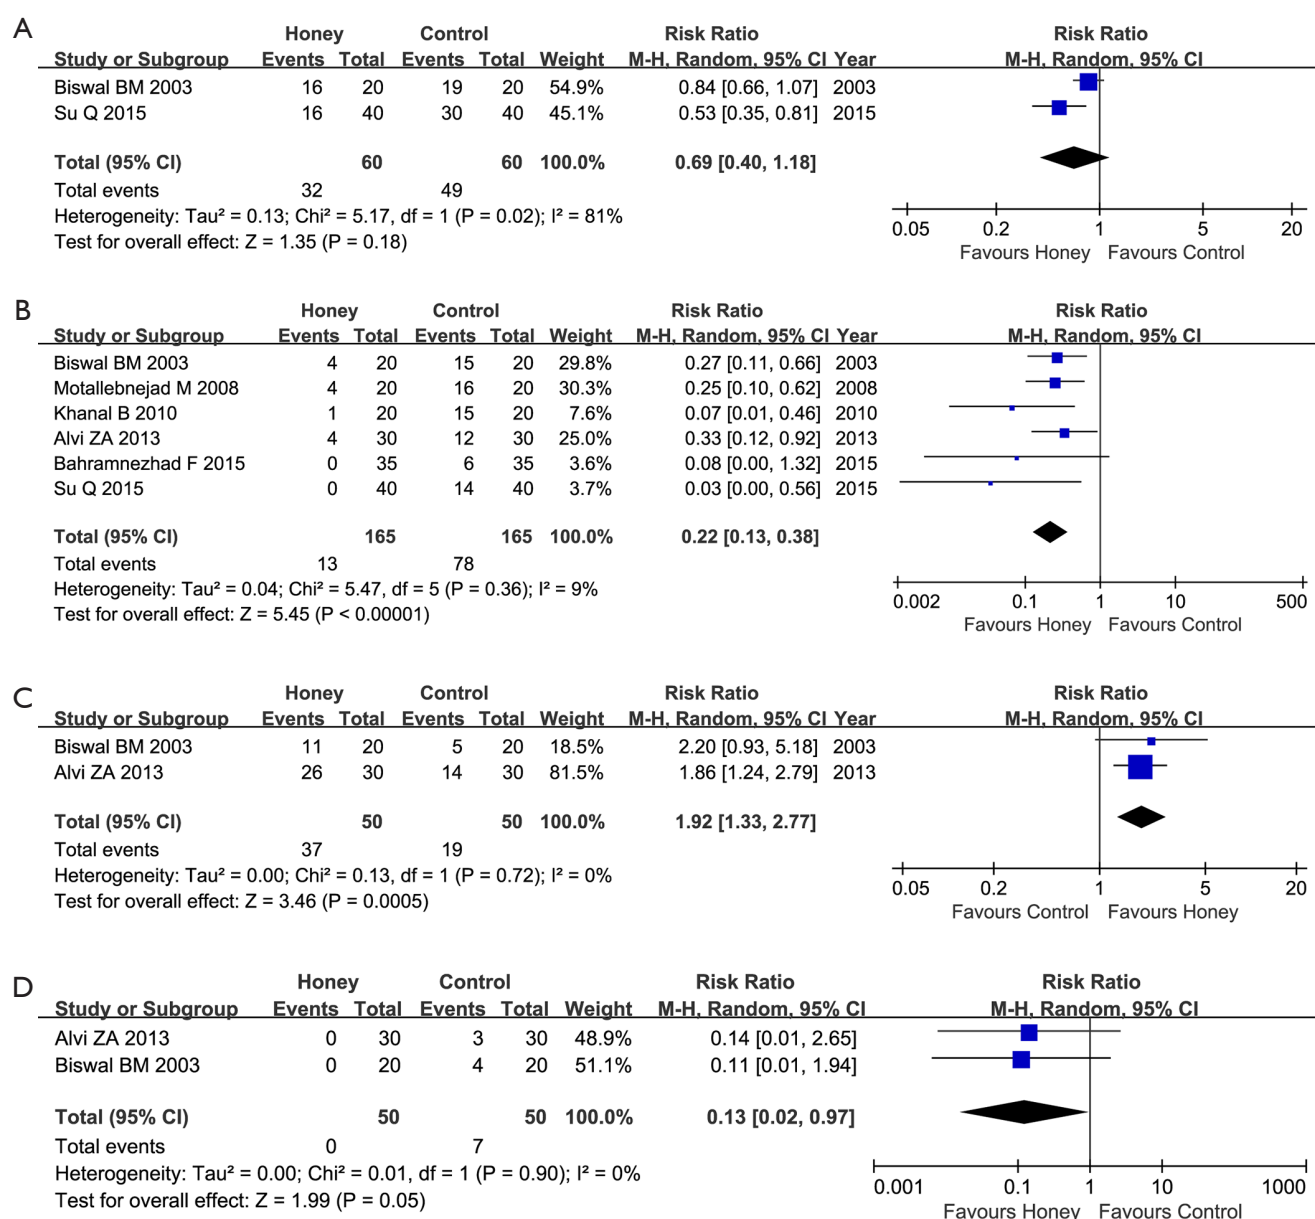 A
Honey Control Risk Ratio Risk Ratio
Study or Subgroup Events Total Events Total Weight M-H, Random, 95% CI Year M-H, Random, 95% CI
Biswal BM 2003 16 20 19 20 54.9% 0.84 [0.66, 1.07] 2003
Su Q 2015 16 40 30 40 45.1% 0.53 [0.35, 0.81] 2015
Total (95% CI) 60 60 100.0% 0.69 [0.40, 1.18]
Total events 32 49
Heterogeneity: Tau² = 0.13; Chi² = 5.17, df = 1 (P = 0.02); I² = 81%
Test for overall effect: Z = 1.35 (P = 0.18)
0.05 0.2 1 5 20
Favours Honey Favours Control
B
Honey Control Risk Ratio Risk Ratio
Study or Subgroup Events Total Events Total Weight M-H, Random, 95% CI Year M-H, Random, 95% CI
Biswal BM 2003 4 20 15 20 29.8% 0.27 [0.11, 0.66] 2003
Motallebnejad M 2008 4 20 16 20 30.3% 0.25 [0.10, 0.62] 2008
Khanal B 2010 1 20 15 20 7.6% 0.07 [0.01, 0.46] 2010
Alvi ZA 2013 4 30 12 30 25.0% 0.33 [0.12, 0.92] 2013
Bahramnezhad F 2015 0 35 6 35 3.6% 0.08 [0.00, 1.32] 2015
Su Q 2015 0 40 14 40 3.7% 0.03 [0.00, 0.56] 2015
Total (95% CI) 165 165 100.0% 0.22 [0.13, 0.38]
Total events 13 78
Heterogeneity: Tau² = 0.04; Chi² = 5.47, df = 5 (P = 0.36); I² = 9%
Test for overall effect: Z = 5.45 (P < 0.00001)
0.002 0.1 1 10 500
Favours Honey Favours Control
C
Honey Control Risk Ratio Risk Ratio
Study or Subgroup Events Total Events Total Weight M-H, Random, 95% CI Year M-H, Random, 95% CI
Biswal BM 2003 11 20 5 20 18.5% 2.20 [0.93, 5.18] 2003
Alvi ZA 2013 26 30 14 30 81.5% 1.86 [1.24, 2.79] 2013
Total (95% CI) 50 50 100.0% 1.92 [1.33, 2.77]
Total events 37 19
Heterogeneity: Tau² = 0.00; Chi² = 0.13, df = 1 (P = 0.72); I² = 0%
Test for overall effect: Z = 3.46 (P = 0.0005)
0.05 0.2 1 5 20
Favours Control Favours Honey
D
Honey Control Risk Ratio Risk Ratio
Study or Subgroup Events Total Events Total Weight M-H, Random, 95% CI M-H, Random, 95% CI
Alvi ZA 2013 0 30 3 30 48.9% 0.14 [0.01, 2.65]
Biswal BM 2003 0 20 4 20 51.1% 0.11 [0.01, 1.94]
Total (95% CI) 50 50 100.0% 0.13 [0.02, 0.97]
Total events 0 7
Heterogeneity: Tau² = 0.00; Chi² = 0.01, df = 1 (P = 0.90); I² = 0%
Test for overall effect: Z = 1.99 (P = 0.05)
0.001 0.1 1 10 1000
Favours Honey Favours Control